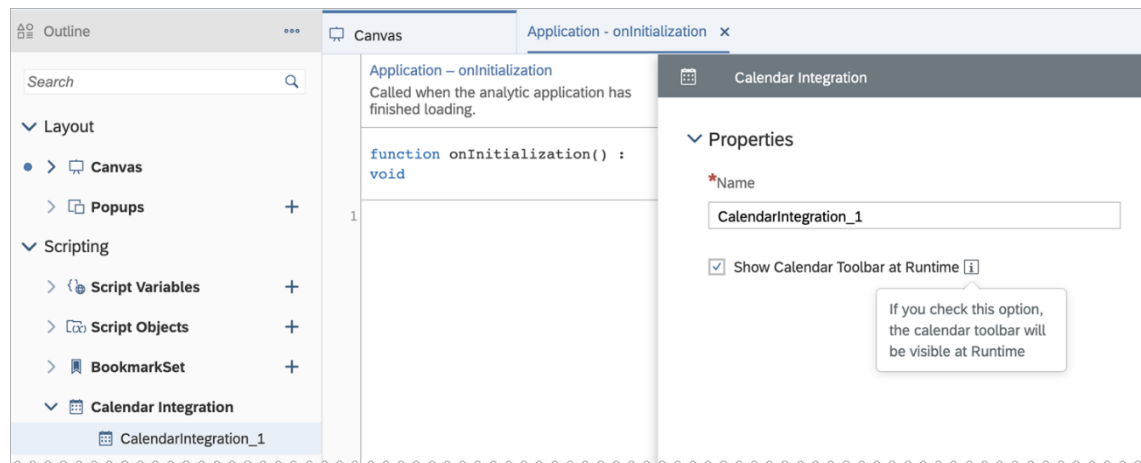 Outline
Search
Layout
Canvas
Popups
Scripting
Script Variables
Script Objects
BookmarkSet
Calendar Integration
CalendarIntegration_1
Canvas
Application - onInitialization
Application – onInitialization
Called when the analytic application has
finished loading.
function onInitialization() :
void
1
Calendar Integration
Properties
*Name
CalendarIntegration_1
Show Calendar Toolbar at Runtime
If you check this option,
the calendar toolbar will
be visible at Runtime